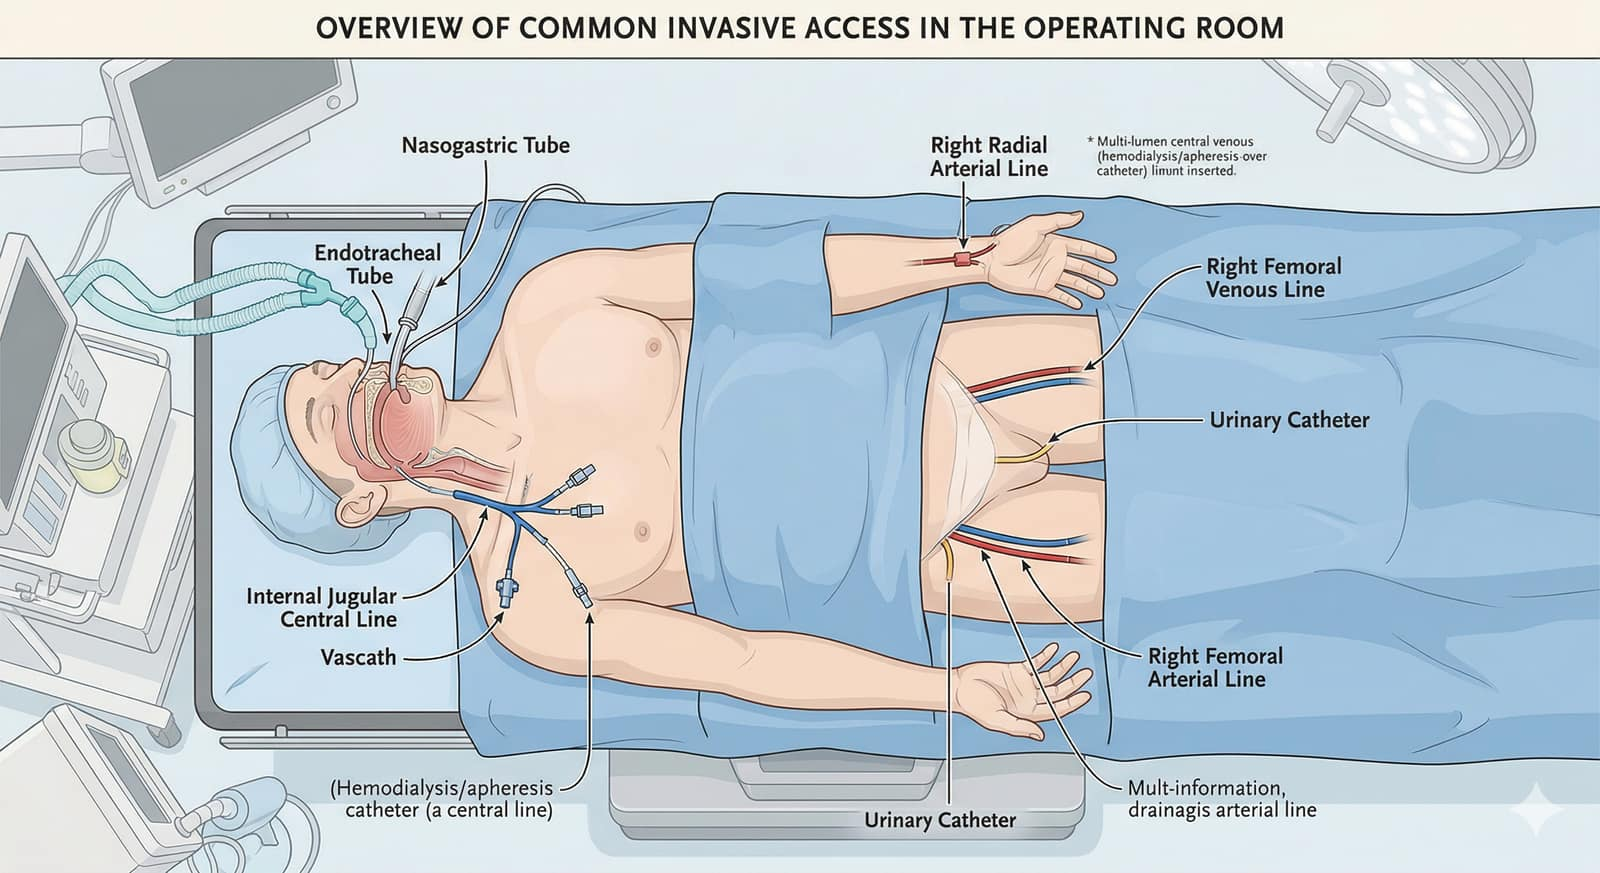 OVERVIEW OF COMMON INVASIVE ACCESS IN THE OPERATING ROOM
Nasogastric Tube
Right Radial
Arterial Line
* Multi-lumen central venous
(hemodialysis/apheresis-over
catheter) limunt inserted.
Endotracheal
Tube
Right Femoral
Venous Line
Urinary Catheter
Internal Jugular
Central Line
Vascath
Right Femoral
Arterial Line
(Hemodialysis/apheresis
catheter (a central line)
Urinary Catheter
Mult-information,
drainagis arterial line